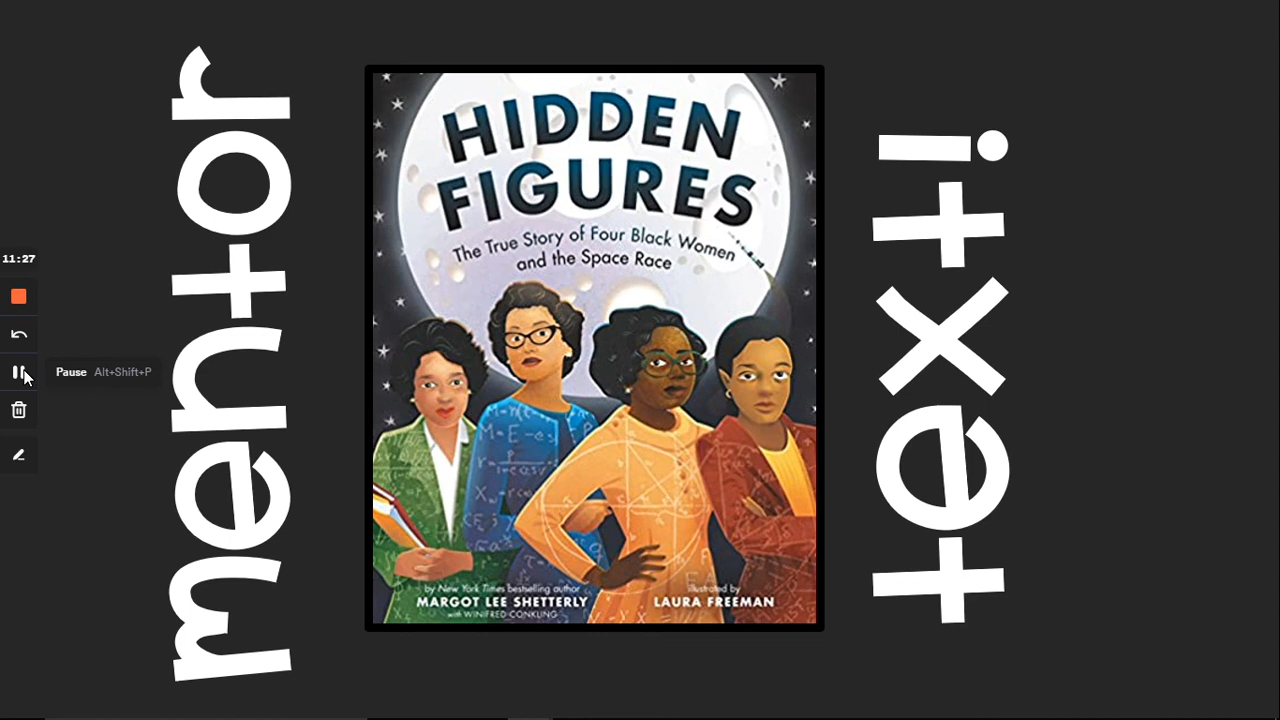 mentor
HIDDEN
FIGURES
The True Story of Four Black Women
and the Space Race
by New York Times bestselling author
MARGOT LEE SHETTERLY
with WINIFRED CONKLING
illustrated by
LAURA FREEMAN
text!
11:27
Pause Alt+Shift+P